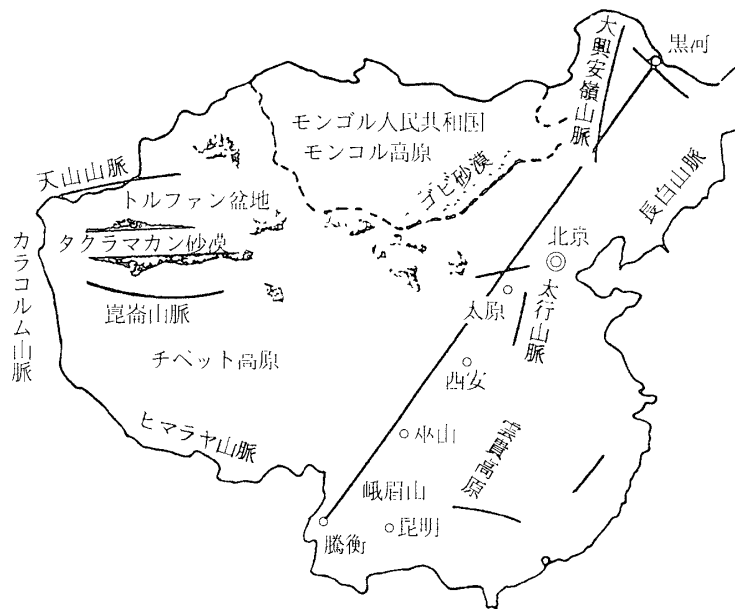 黒河
大興安嶺山脈
モンゴル人民共和国
モンコル高原
ゴビ砂漠
天山山脈
トルファン盆地
長白山脈
タクラマカン砂漠
北京
カラコルム山脈
崑崙山脈
太原
太行山脈
チベット高原
西安
ヒマラヤ山脈
巫山
雲貴高原
峨眉山
騰衡
昆明